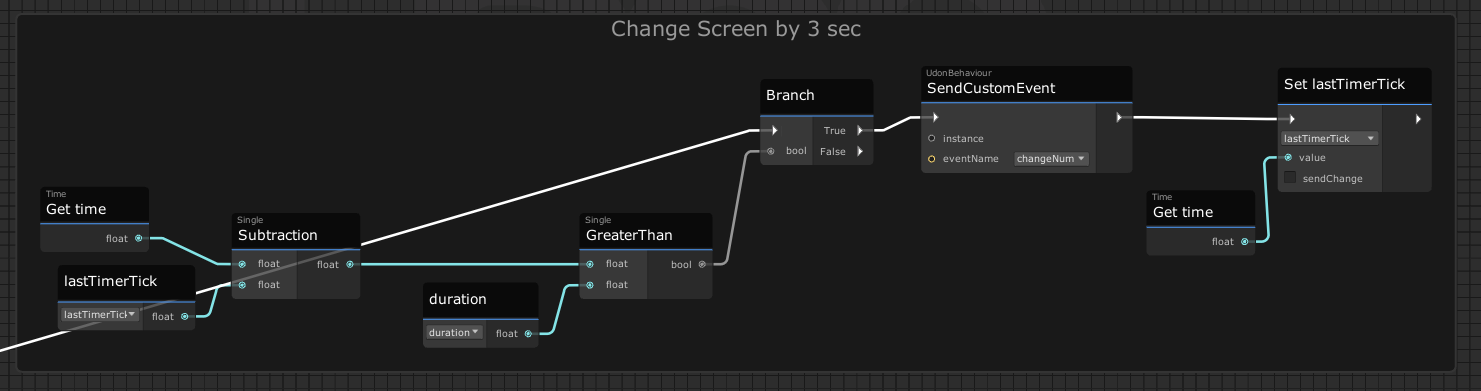 Change Screen by 3 sec
Time
Get time
float
lastTimerTick
lastTimerTick
float
Single
Subtraction
float
float
float
duration
duration
float
Single
GreaterThan
float
bool
float
Branch
True
bool
False
UdonBehaviour
SendCustomEvent
instance
eventName
changeNum
Time
Get time
float
Set lastTimerTick
lastTimerTick
value
sendChange